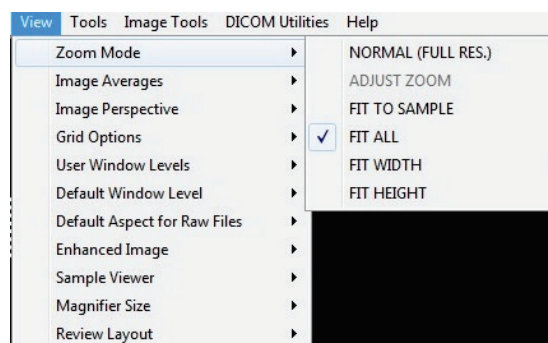 View Tools Image Tools DICOM Utilities Help
Zoom Mode
Image Averages
Image Perspective
Grid Options
User Window Levels
Default Window Level
Default Aspect for Raw Files
Enhanced Image
Sample Viewer
Magnifier Size
Review Layout
NORMAL (FULL RES.)
ADJUST ZOOM
FIT TO SAMPLE
FIT ALL
FIT WIDTH
FIT HEIGHT